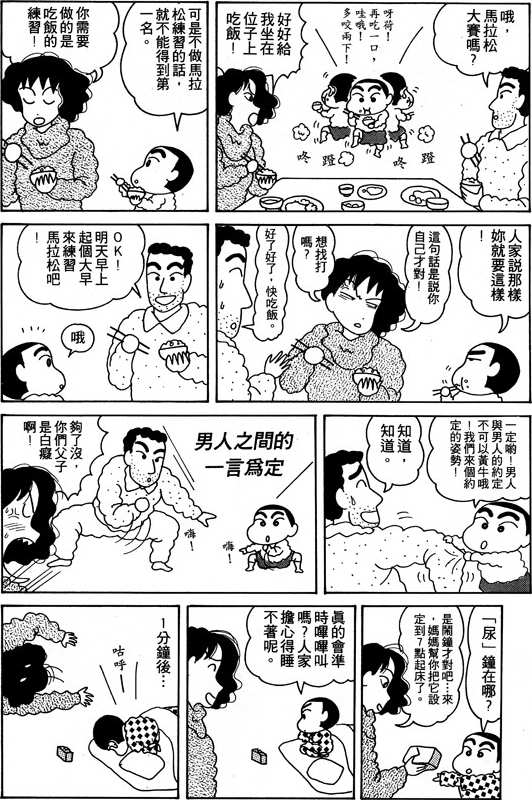 哦，
馬拉松
大賽嗎？
呀荷！
再吃一口，
哇哦！
多咬兩下！
咚
蹬
好好給
我坐在
位子上
吃飯！
可是不做馬拉
松練習的話，
就不能得到第
一名。
你需要
做的是
吃飯的
練習！
人家說那樣
妳就要這樣
！
這句話是說你
自己才對！
想找打
嗎？
好了好了，快吃飯。
OK！
明天早上
起個大早
來練習
馬拉松吧
！
哦
一定喲！男人
與男人的約定
不可以黃牛哦
！我們來個約
定的姿勢！
知道，
知道。
男人之間的
一言為定
嗨！
嗨！
夠了沒，
你們父子
是白癡
啊！
「尿」鐘在哪？
是鬧鐘才對吧…來
，媽媽幫你把它設
定到７點起床了。
真的會準
時嗶嗶叫
嗎？人家
擔心得睡
不著呢。
1分鐘後…
咕呼—